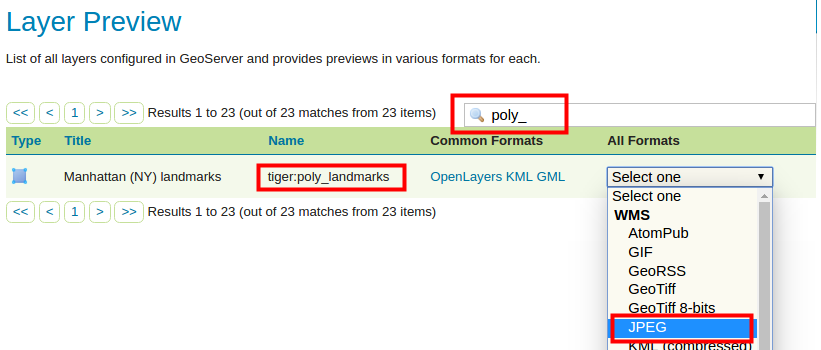 Layer Preview
List of all layers configured in GeoServer and provides previews in various formats for each.
<< < 1 > >> Results 1 to 23 (out of 23 matches from 23 items) poly_
Type Title Name Common Formats All Formats
Manhattan (NY) landmarks tiger:poly_landmarks OpenLayers KML GML Select one
Select one
<< < 1 > >> Results 1 to 23 (out of 23 matches from 23 items)
WMS
AtomPub
GIF
GeoRSS
GeoTiff
GeoTiff 8-bits
JPEG
KML (compressed)